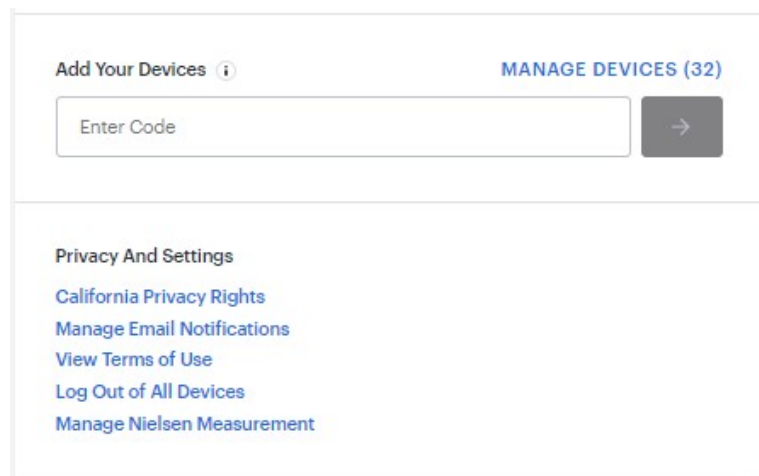 Add Your Devices MANAGE DEVICES (32)
Enter Code
Privacy And Settings
California Privacy Rights
Manage Email Notifications
View Terms of Use
Log Out of All Devices
Manage Nielsen Measurement